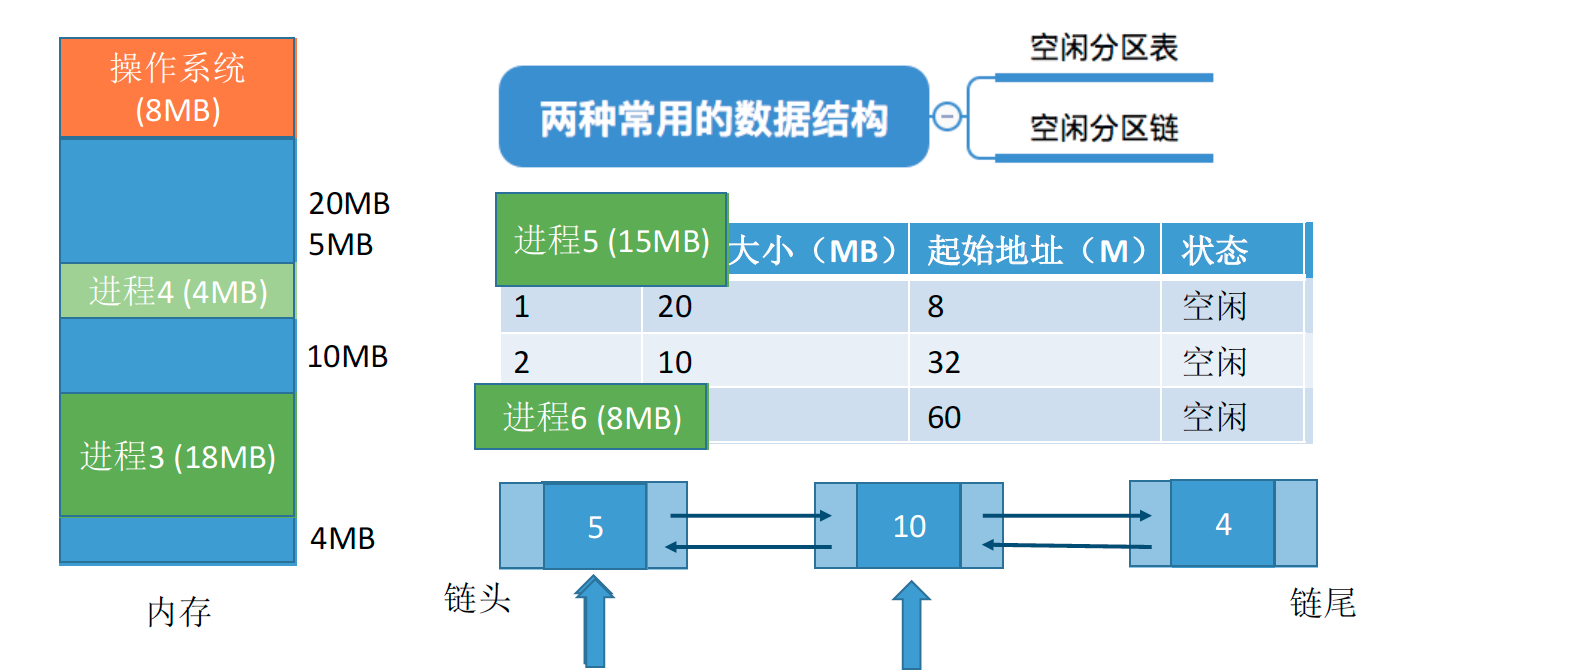 操作系统
(8MB)
20MB
5MB
进程4 (4MB)
10MB
进程3 (18MB)
4MB
内存
两种常用的数据结构
空闲分区表
空闲分区链
进程5 (15MB)
大小（MB） 起始地址（M） 状态
1 20 8 空闲
2 10 32 空闲
进程6 (8MB) 60 空闲
5 10 4
链头 链尾